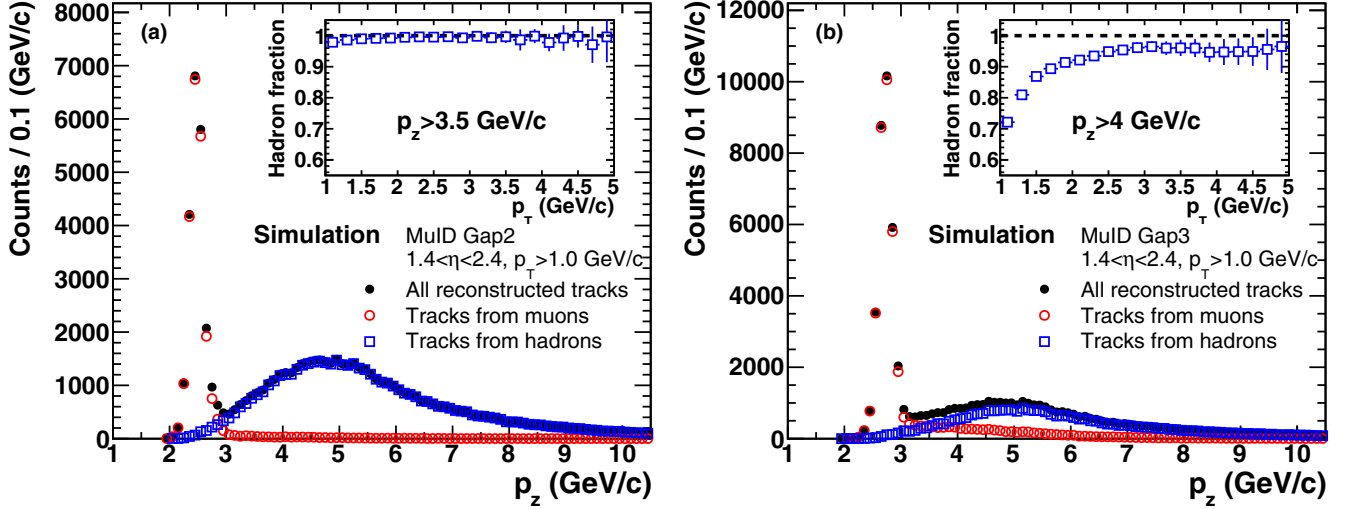 (a)
Counts / 0.1 (GeV/c)
8000
7000
6000
5000
4000
3000
2000
1000
0
1 2 3 4 5 6 7 8 9 10
p_z (GeV/c)
Hadron fraction
1
0.9
0.8
0.7
0.6
p_z>3.5 GeV/c
1 1.5 2 2.5 3 3.5 4 4.5 5
p_T (GeV/c)
Simulation
MuID Gap2
1.4<η<2.4, p_T>1.0 GeV/c
All reconstructed tracks
Tracks from muons
Tracks from hadrons
(b)
Counts / 0.1 (GeV/c)
12000
10000
8000
6000
4000
2000
0
1 2 3 4 5 6 7 8 9 10
p_z (GeV/c)
Hadron fraction
1
0.9
0.8
0.7
0.6
p_z>4 GeV/c
1 1.5 2 2.5 3 3.5 4 4.5 5
p_T (GeV/c)
Simulation
MuID Gap3
1.4<η<2.4, p_T>1.0 GeV/c
All reconstructed tracks
Tracks from muons
Tracks from hadrons